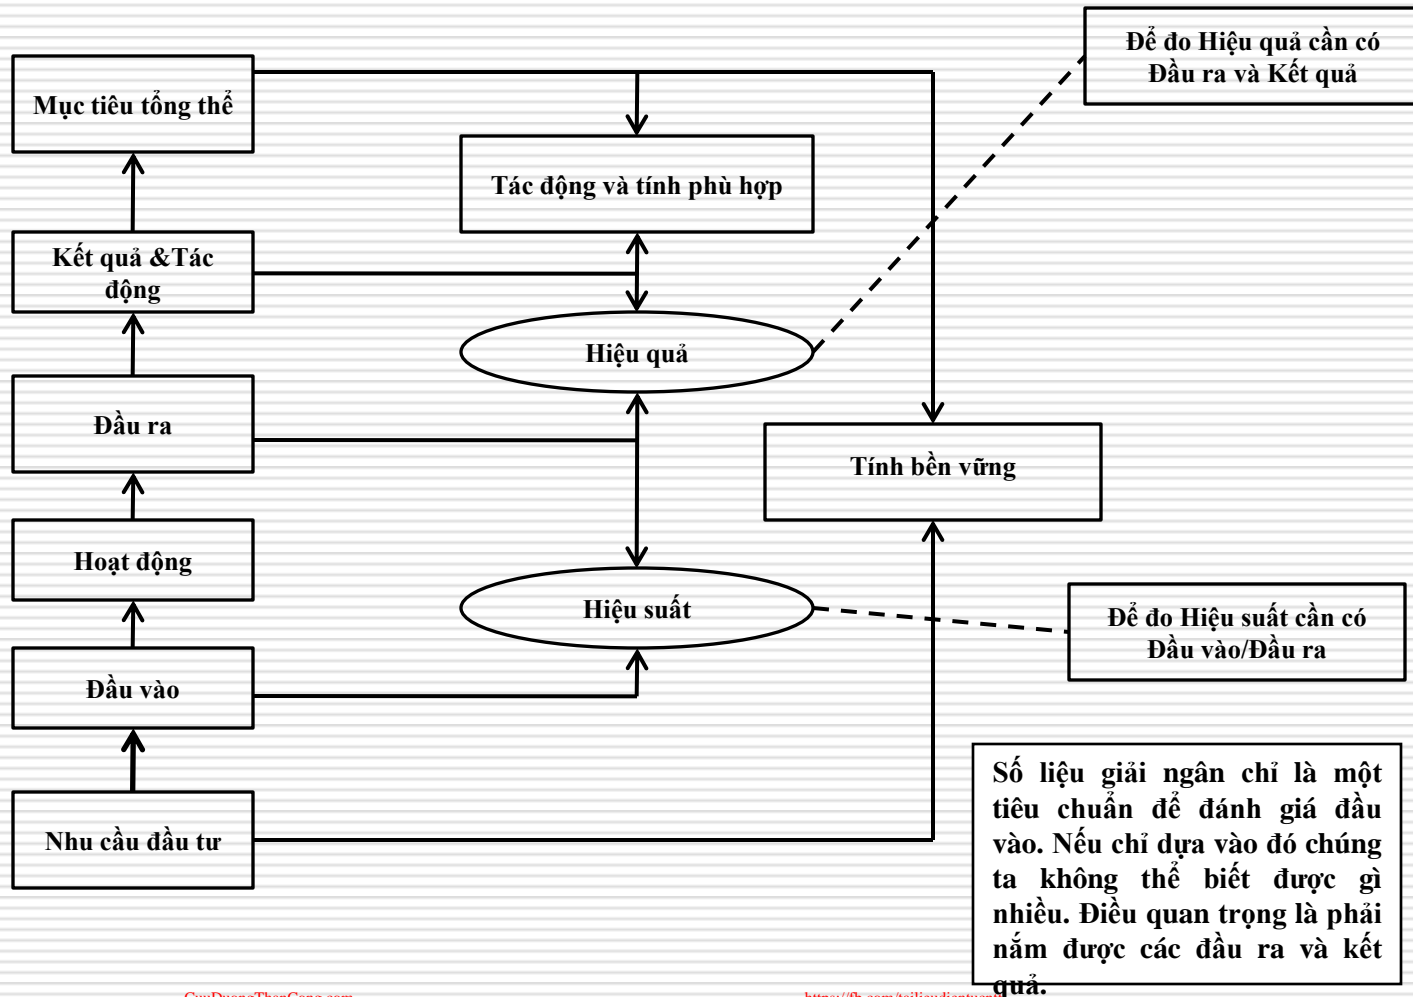 Để đo Hiệu quả cần có
Đầu ra và Kết quả
Mục tiêu tổng thể
Tác động và tính phù hợp
Kết quả &Tác
động
Hiệu quả
Đầu ra
Tính bền vững
Hoạt động
Hiệu suất
Để đo Hiệu suất cần có
Đầu vào/Đầu ra
Đầu vào
Nhu cầu đầu tư
Số liệu giải ngân chỉ là một
tiêu chuẩn để đánh giá đầu
vào. Nếu chỉ dựa vào đó chúng
ta không thể biết được gì
nhiều. Điều quan trọng là phải
nắm được các đầu ra và kết
quả.
CuuDuongThanCong.com